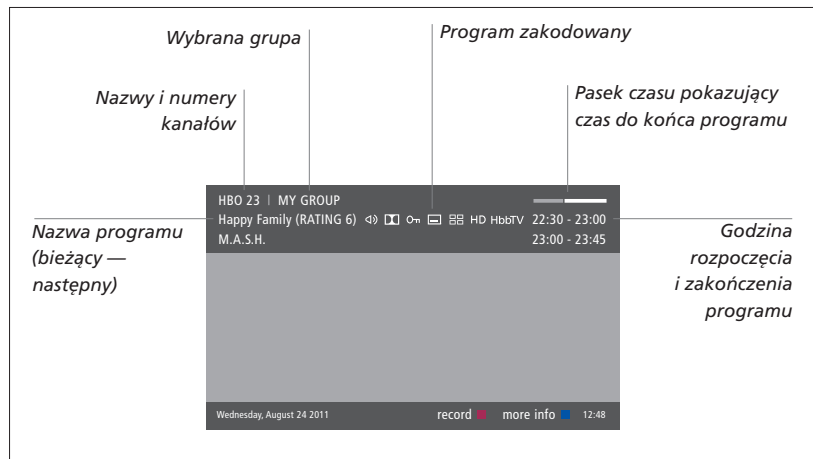 Wybrana grupa
Program zakodowany
Nazwy i numery
kanałów
Pasek czasu pokazujący
czas do końca programu
HBO 23 | MY GROUP
Happy Family (RATING 6) HD HbbTV 22:30 - 23:00
M.A.S.H. 23:00 - 23:45
Nazwa programu
(bieżący —
następny)
Godzina
rozpoczęcia
i zakończenia
programu
Wednesday, August 24 2011 record more info 12:48